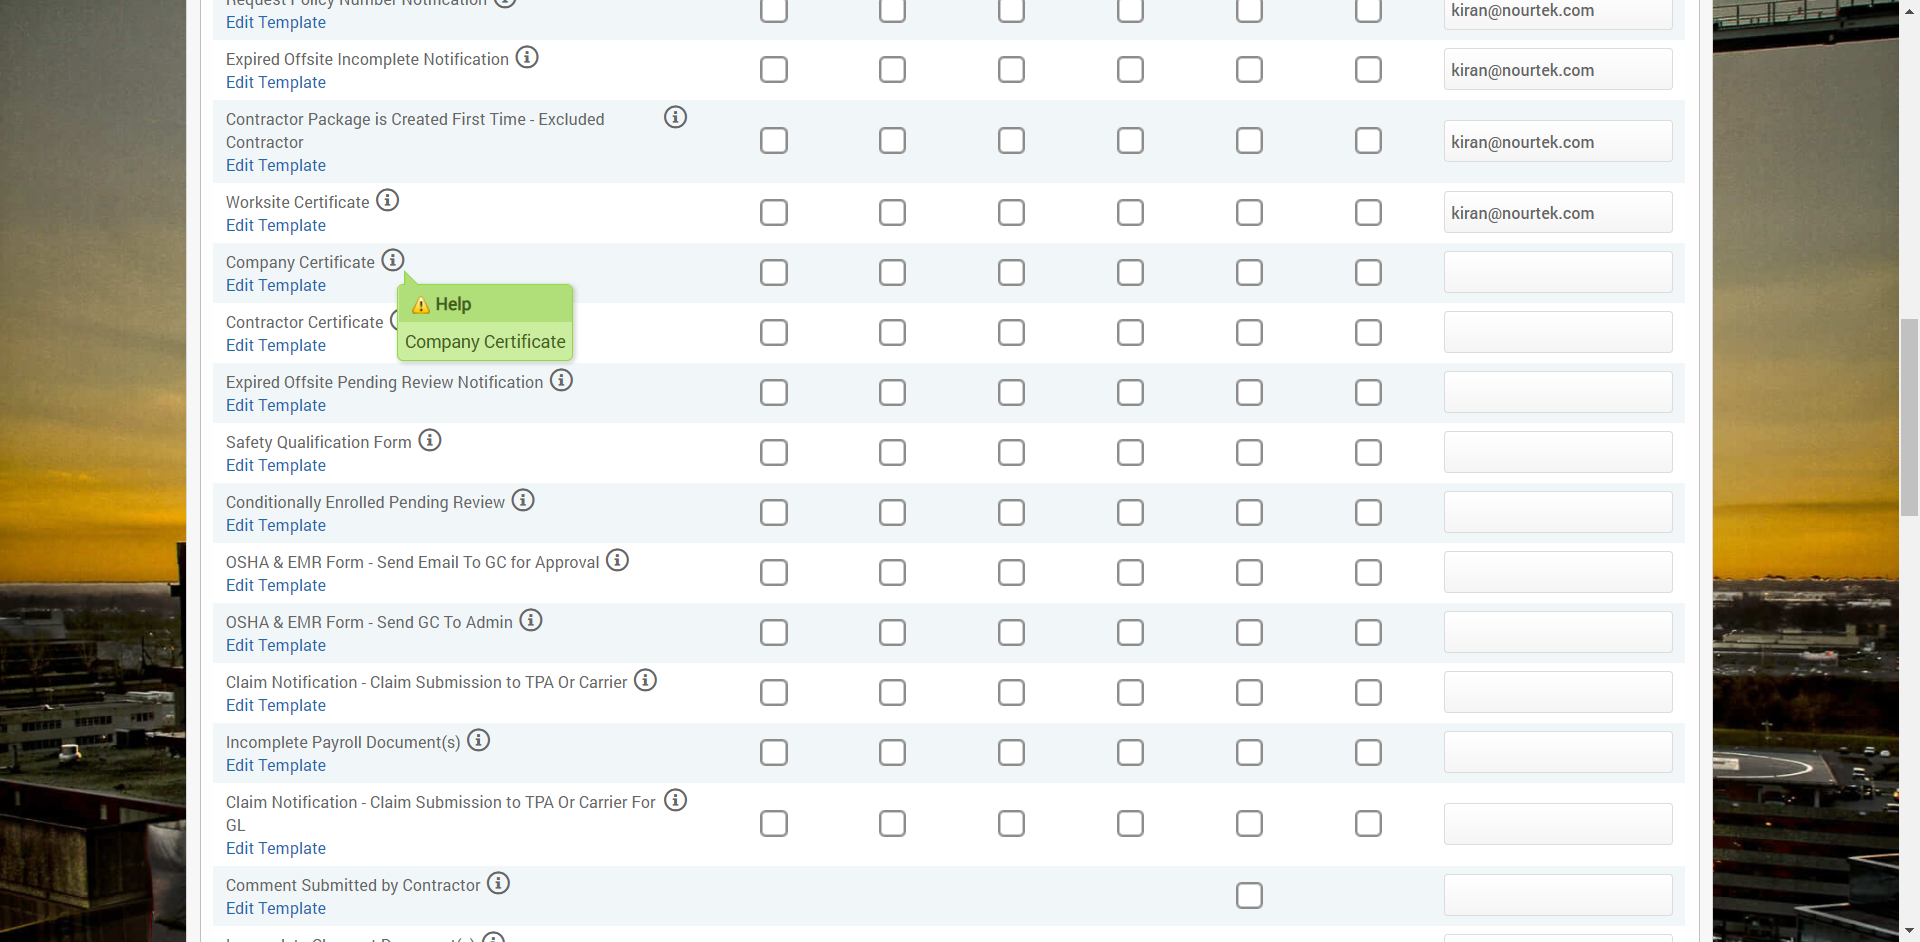 Request Policy Number Notification
Edit Template
kiran@nourtek.com
Expired Offsite Incomplete Notification
Edit Template
kiran@nourtek.com
Contractor Package is Created First Time - Excluded
Contractor
Edit Template
kiran@nourtek.com
Worksite Certificate
Edit Template
kiran@nourtek.com
Company Certificate
Edit Template
Help
Company Certificate
Contractor Certificate
Edit Template
Expired Offsite Pending Review Notification
Edit Template
Safety Qualification Form
Edit Template
Conditionally Enrolled Pending Review
Edit Template
OSHA & EMR Form - Send Email To GC for Approval
Edit Template
OSHA & EMR Form - Send GC To Admin
Edit Template
Claim Notification - Claim Submission to TPA Or Carrier
Edit Template
Incomplete Payroll Document(s)
Edit Template
Claim Notification - Claim Submission to TPA Or Carrier For
GL
Edit Template
Comment Submitted by Contractor
Edit Template